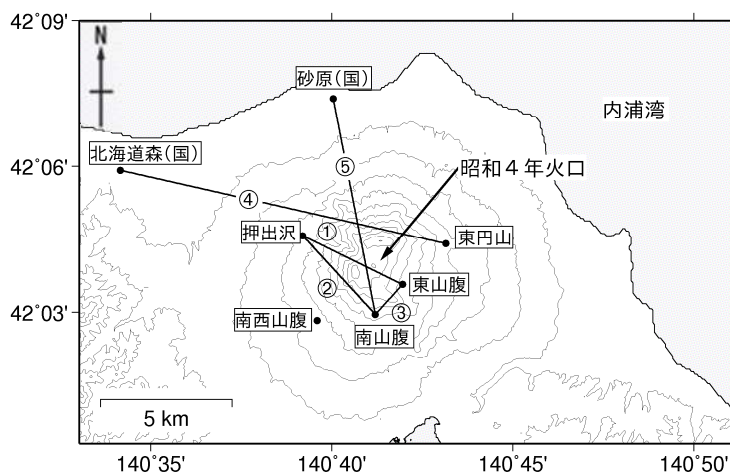 42°09'
N
砂原(国)
内浦湾
北海道森(国)
42°06'
⑤
昭和４年火口
④
押出沢
①
東円山
東山腹
②
42°03'
南西山腹
③
南山腹
5 km
140°35'
140°40'
140°45'
140°50'